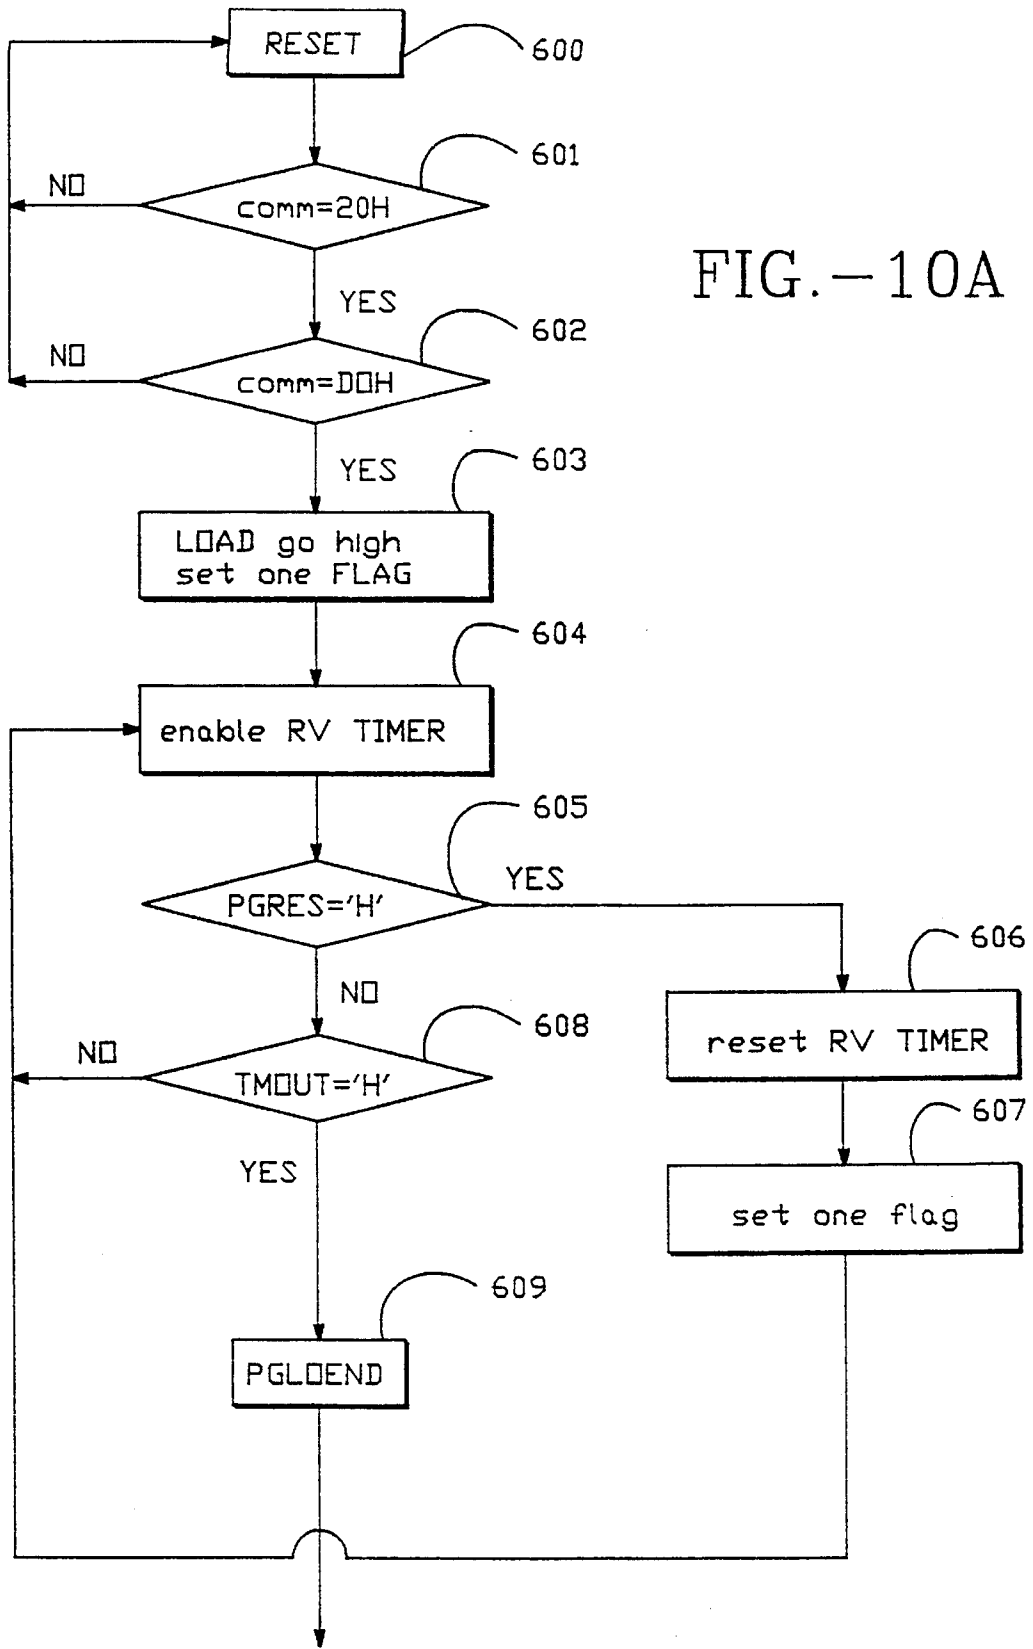 RESET
600
601
NO
comm=20H
FIG.-10A
YES
602
NO
comm=D0H
YES
603
LOAD go high
set one FLAG
604
enable RV TIMER
605
YES
PGRES='H'
606
NO
608
reset RV TIMER
NO
TMOUT='H'
607
YES
set one flag
609
PGLOEND